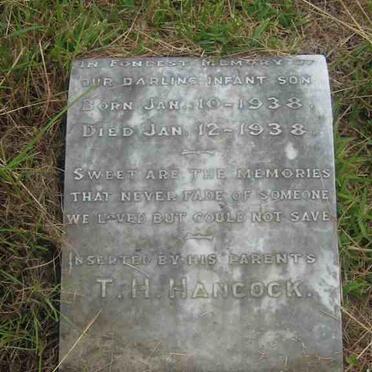 IN FONDEST MEMORY OF
OUR DARLING INFANT SON
BORN JAN. 10-1938.
DIED JAN. 12-1938.
SWEET ARE THE MEMORIES
THAT NEVER FADE OF SOMEONE
WE LOVED BUT COULD NOT SAVE
INSERTED BY HIS PARENTS
T. H. HANCOCK.